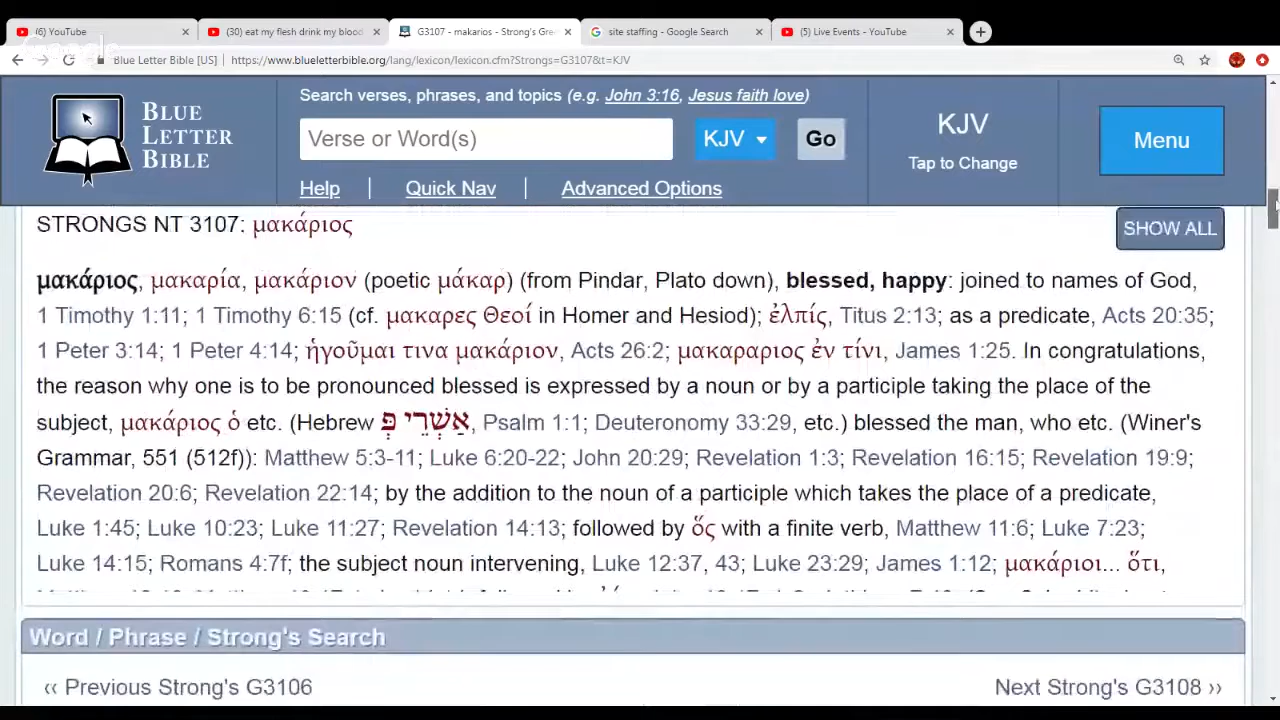 (6) YouTube
(30) eat my flesh drink my blood
G3107 - makarios - Strong's Gre
site staffing - Google Search
(5) Live Events - YouTube
Google
Blue Letter Bible [US] | https://www.blueletterbible.org/lang/lexicon/lexicon.cfm?Strongs=G3107&t=KJV
BLUE
LETTER
BIBLE
Search verses, phrases, and topics (e.g. John 3:16, Jesus faith love)
Verse or Word(s)
KJV
Go
Help | Quick Nav | Advanced Options
KJV
Tap to Change
Menu
STRONGS NT 3107: μακάριος
SHOW ALL
μακάριος, μακαρία, μακάριον (poetic μάκαρ) (from Pindar, Plato down), blessed, happy: joined to names of God,
1 Timothy 1:11; 1 Timothy 6:15 (cf. μακαρες Θεοί in Homer and Hesiod); ἐλπίς, Titus 2:13; as a predicate, Acts 20:35;
1 Peter 3:14; 1 Peter 4:14; ἡγοῦμαι τινα μακάριον, Acts 26:2; μακαραριος ἐν τίνι, James 1:25. In congratulations,
the reason why one is to be pronounced blessed is expressed by a noun or by a participle taking the place of the
subject, μακάριος ὁ etc. (Hebrew אַשְׁרֵי פְּ, Psalm 1:1; Deuteronomy 33:29, etc.) blessed the man, who etc. (Winer's
Grammar, 551 (512f)): Matthew 5:3-11; Luke 6:20-22; John 20:29; Revelation 1:3; Revelation 16:15; Revelation 19:9;
Revelation 20:6; Revelation 22:14; by the addition to the noun of a participle which takes the place of a predicate,
Luke 1:45; Luke 10:23; Luke 11:27; Revelation 14:13; followed by ὅς with a finite verb, Matthew 11:6; Luke 7:23;
Luke 14:15; Romans 4:7f; the subject noun intervening, Luke 12:37, 43; Luke 23:29; James 1:12; μακάριοι... ὅτι,
Word / Phrase / Strong's Search
‹‹ Previous Strong's G3106
Next Strong's G3108 ››